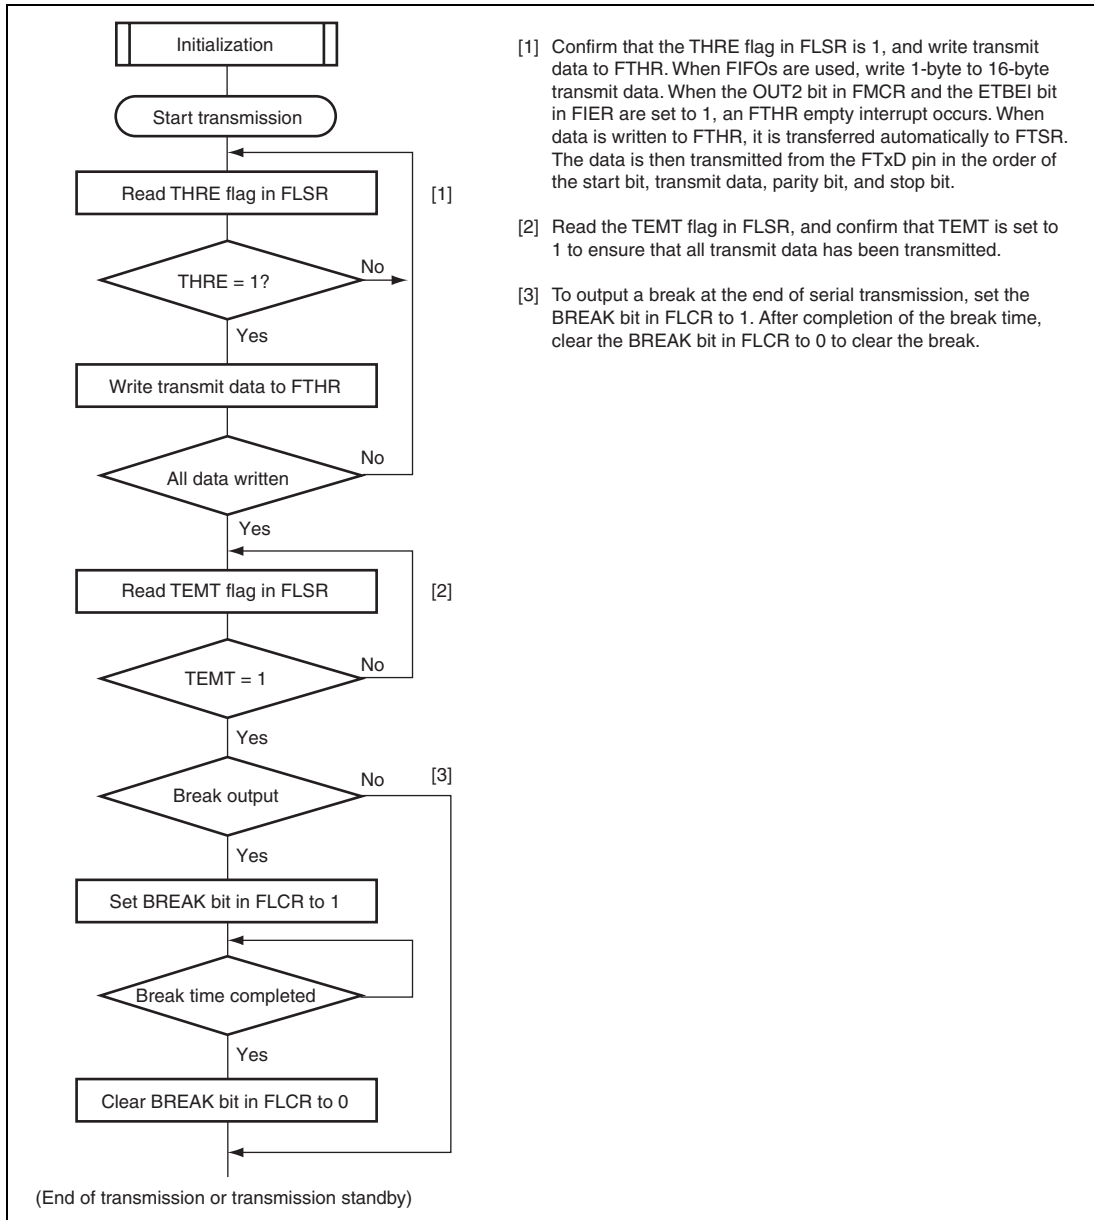 Initialization
Start transmission
Read THRE flag in FLSR
[1]
THRE = 1?
No
Yes
Write transmit data to FTHR
All data written
No
Yes
Read TEMT flag in FLSR
[2]
TEMT = 1
No
Yes
Break output
No
[3]
Yes
Set BREAK bit in FLCR to 1
Break time completed
Yes
Clear BREAK bit in FLCR to 0
(End of transmission or transmission standby)
[1] Confirm that the THRE flag in FLSR is 1, and write transmit
data to FTHR. When FIFOs are used, write 1-byte to 16-byte
transmit data. When the OUT2 bit in FMCR and the ETBEI bit
in FIER are set to 1, an FTHR empty interrupt occurs. When
data is written to FTHR, it is transferred automatically to FTSR.
The data is then transmitted from the FTxD pin in the order of
the start bit, transmit data, parity bit, and stop bit.
[2] Read the TEMT flag in FLSR, and confirm that TEMT is set to
1 to ensure that all transmit data has been transmitted.
[3] To output a break at the end of serial transmission, set the
BREAK bit in FLCR to 1. After completion of the break time,
clear the BREAK bit in FLCR to 0 to clear the break.